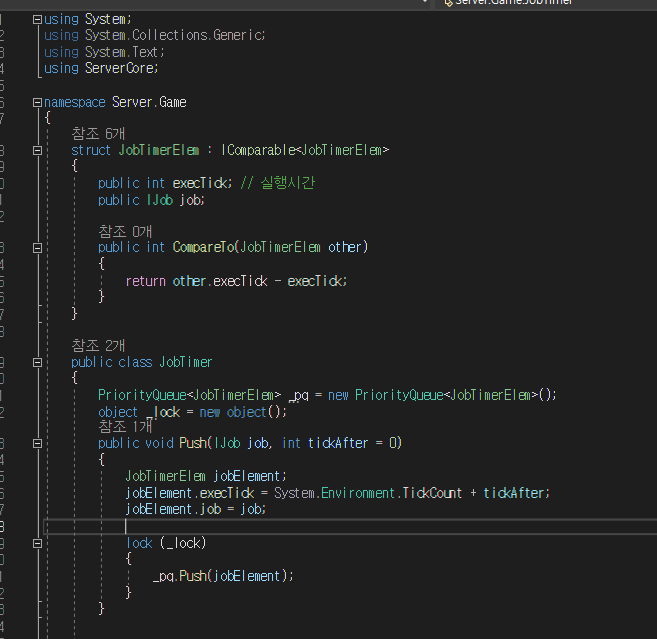 Server.Game.JobTimer
using System;
using System.Collections.Generic;
using System.Text;
using ServerCore;
namespace Server.Game
{
참조 6개
struct JobTimerElem : IComparable<JobTimerElem>
{
public int execTick; // 실행시간
public IJob job;
참조 0개
public int CompareTo(JobTimerElem other)
{
return other.execTick - execTick;
}
}
참조 2개
public class JobTimer
{
PriorityQueue<JobTimerElem> _pq = new PriorityQueue<JobTimerElem>();
object _lock = new object();
참조 1개
public void Push(IJob job, int tickAfter = 0)
{
JobTimerElem jobElement;
jobElement.execTick = System.Environment.TickCount + tickAfter;
jobElement.job = job;
lock (_lock)
{
_pq.Push(jobElement);
}
}